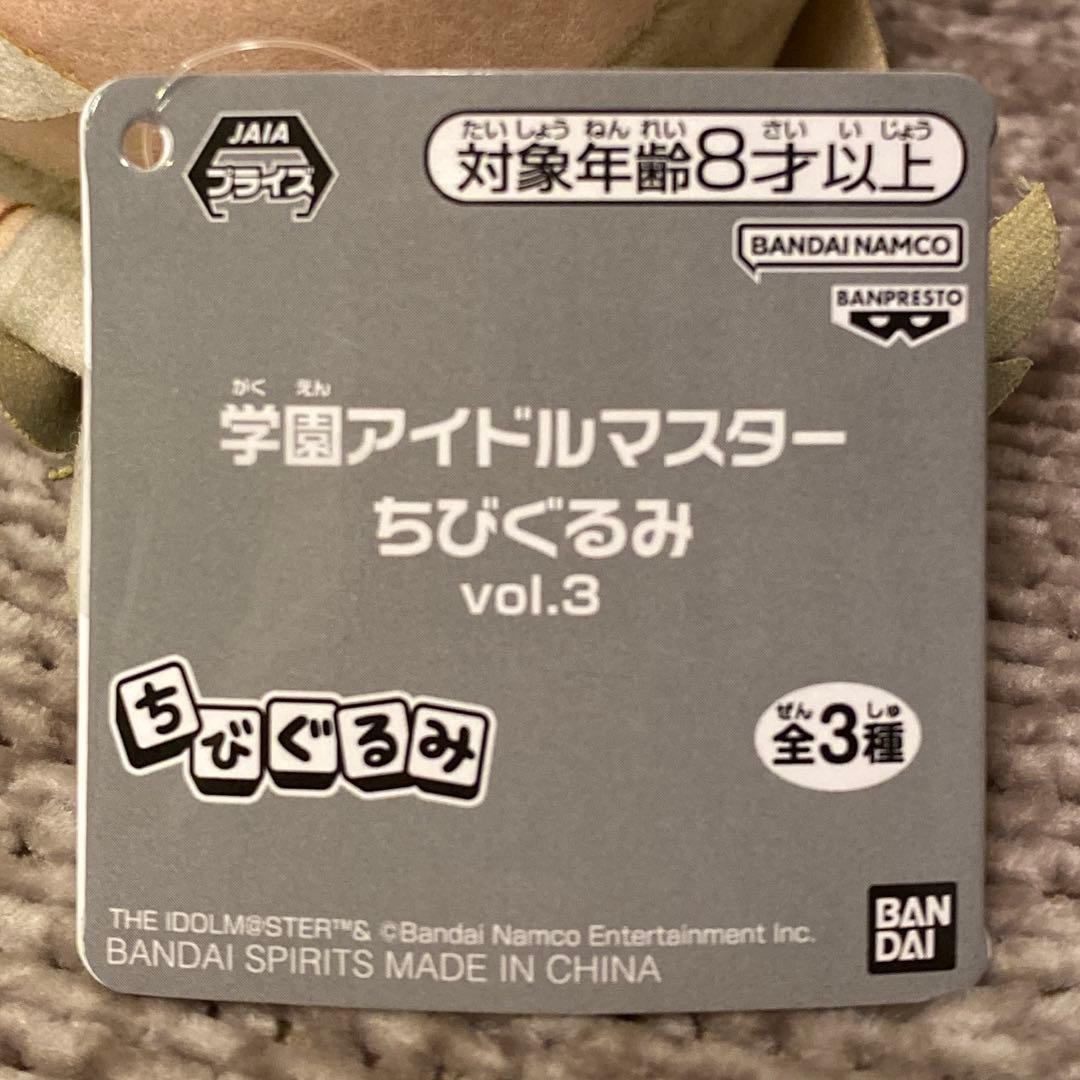 JAIA
プライズ
たいしょうねんれい さいいじょう
対象年齢8才以上
BANDAI NAMCO
BANPRESTO
がくえん
学園アイドルマスター
ちびぐるみ
vol.3
ちびぐるみ
ぜん しゅ
全3種
THE IDOLM@STER™& ©Bandai Namco Entertainment Inc.
BANDAI SPIRITS MADE IN CHINA
BAN
DAI